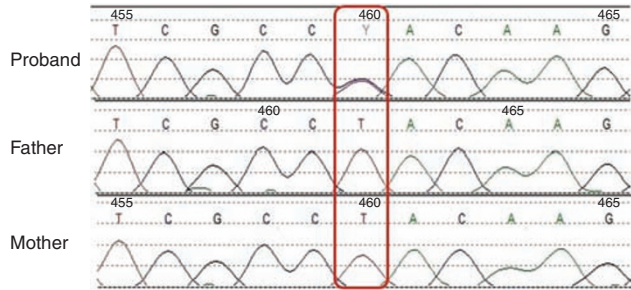 455 460 465
T C G C C Y A C A A G
Proband
460 465
T C G C C T A C A A G
Father
455 460 465
T C G C C T A C A A G
Mother